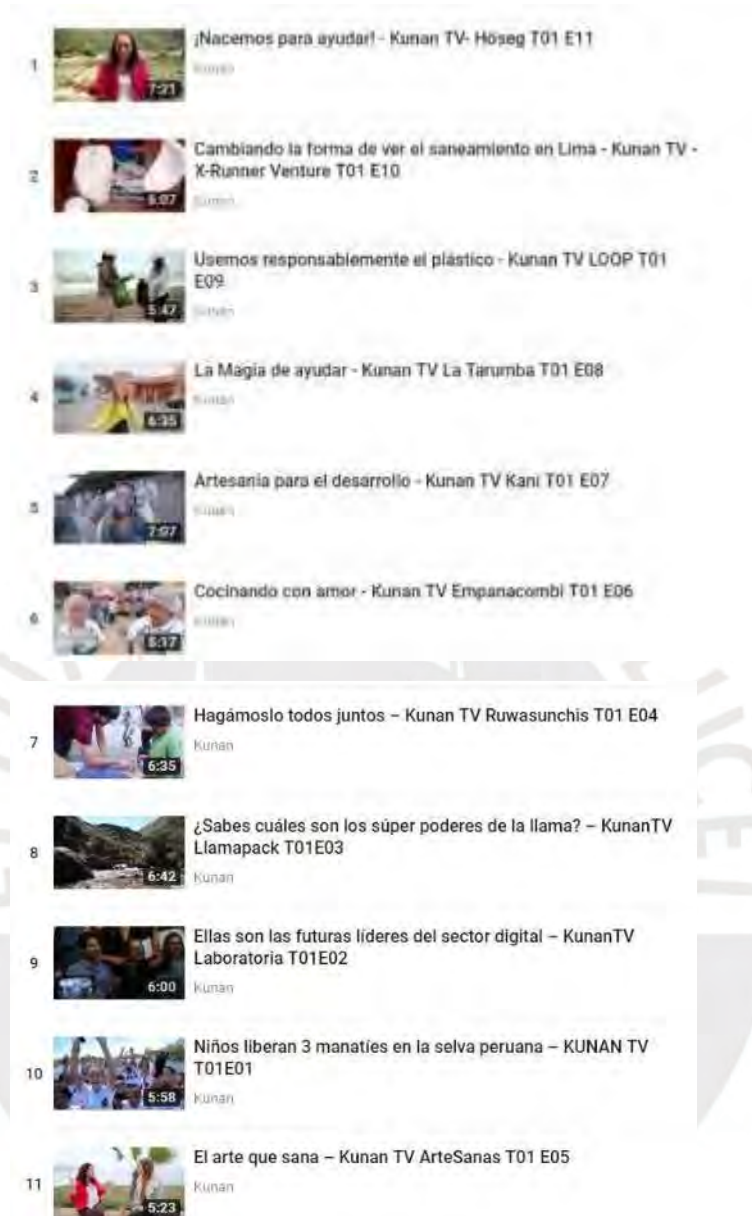 1
7:21
¡Nacemos para ayudar! - Kunan TV- Höseg T01 E11
Kunan
2
6:07
Cambiando la forma de ver el saneamiento en Lima - Kunan TV -
X-Runner Venture T01 E10
Kunan
3
5:47
Usemos responsablemente el plástico - Kunan TV LOOP T01
E09
Kunan
4
6:35
La Magia de ayudar - Kunan TV La Tarumba T01 E08
Kunan
5
7:07
Artesanía para el desarrollo - Kunan TV Kani T01 E07
Kunan
6
5:17
Cocinando con amor - Kunan TV Empanacombi T01 E06
Kunan
7
6:35
Hagámoslo todos juntos – Kunan TV Ruwasunchis T01 E04
Kunan
8
6:42
¿Sabes cuáles son los súper poderes de la llama? – KunanTV
Llamapack T01E03
Kunan
9
6:00
Ellas son las futuras líderes del sector digital – KunanTV
Laboratoria T01E02
Kunan
10
5:58
Niños liberan 3 manatíes en la selva peruana – KUNAN TV
T01E01
Kunan
11
5:23
El arte que sana – Kunan TV ArteSanas T01 E05
Kunan